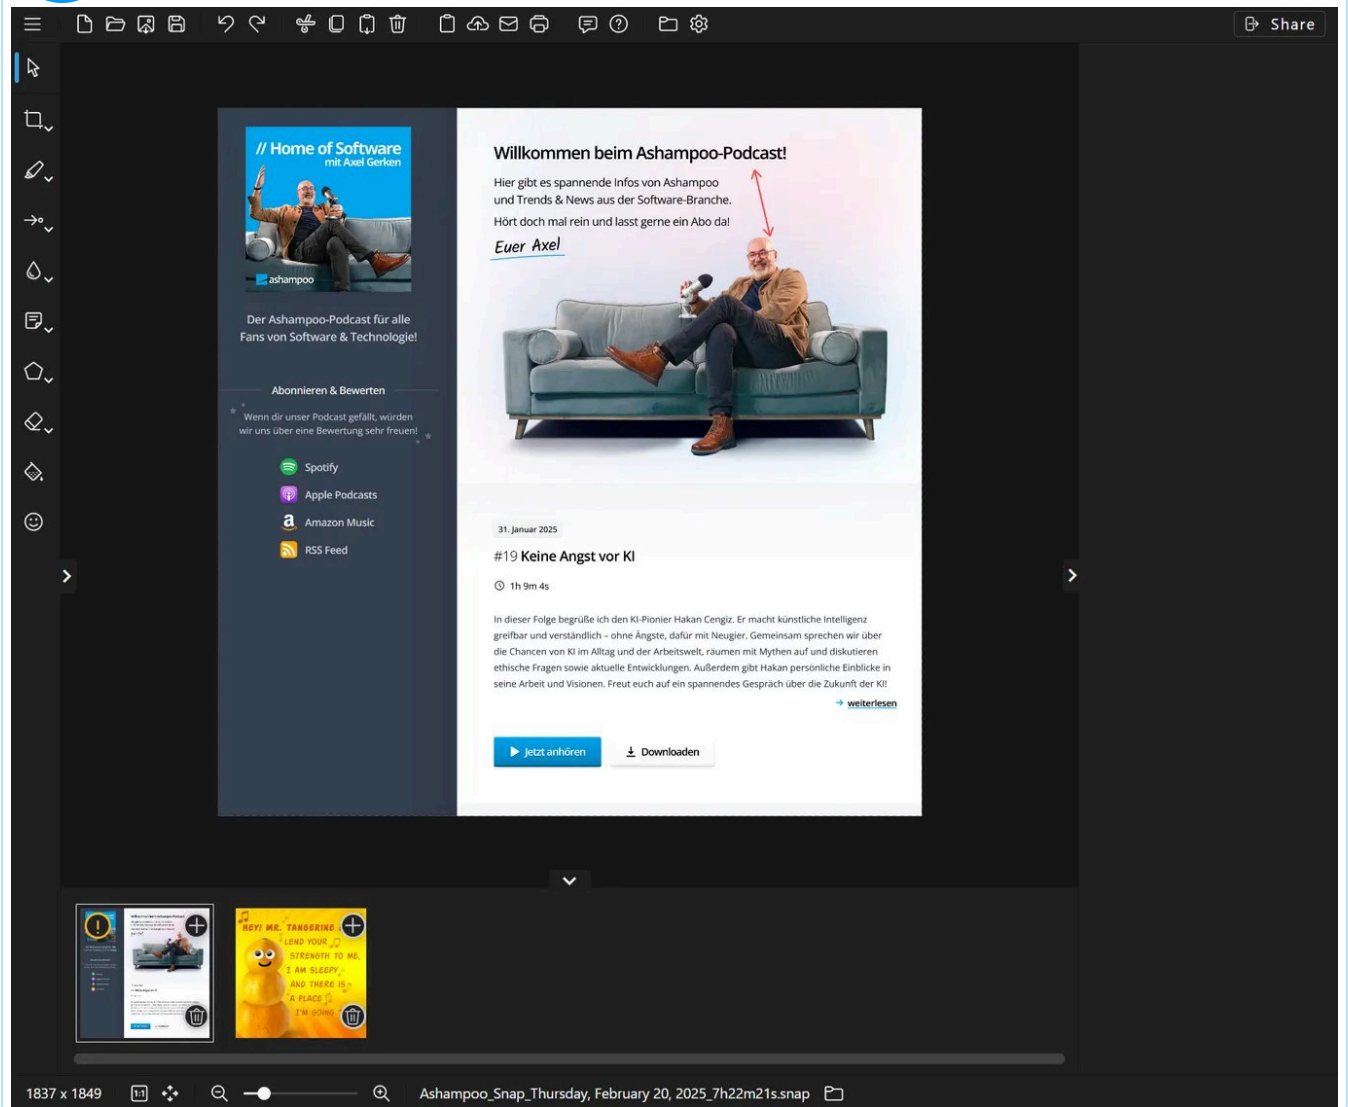 Share
// Home of Software
mit Axel Gerken
ashampoo
Der Ashampoo-Podcast für alle
Fans von Software & Technologie!
Abonnieren & Bewerten
Wenn dir unser Podcast gefällt, würden
wir uns über eine Bewertung sehr freuen!
Spotify
Apple Podcasts
Amazon Music
RSS Feed
Willkommen beim Ashampoo-Podcast!
Hier gibt es spannende Infos von Ashampoo
und Trends & News aus der Software-Branche.
Hört doch mal rein und lasst gerne ein Abo da!
Euer Axel
31. Januar 2025
#19 Keine Angst vor KI
1h 9m 4s
In dieser Folge begrüße ich den KI-Pionier Hakan Cengiz. Er macht künstliche Intelligenz
greifbar und verständlich – ohne Ängste, dafür mit Neugier. Gemeinsam sprechen wir über
die Chancen von KI im Alltag und der Arbeitswelt, räumen mit Mythen auf und diskutieren
ethische Fragen sowie aktuelle Entwicklungen. Außerdem gibt Hakan persönliche Einblicke in
seine Arbeit und Visionen. Freut euch auf ein spannendes Gespräch über die Zukunft der KI!
weiterlesen
Jetzt anhören
Downloaden
HEY! MR. TANGERINE
LEND YOUR
STRENGTH TO ME,
I AM SLEEPY
AND THERE IS
A PLACE
I'M GOING
1837 x 1849
1:1
Ashampoo_Snap_Thursday, February 20, 2025_7h22m21s.snap